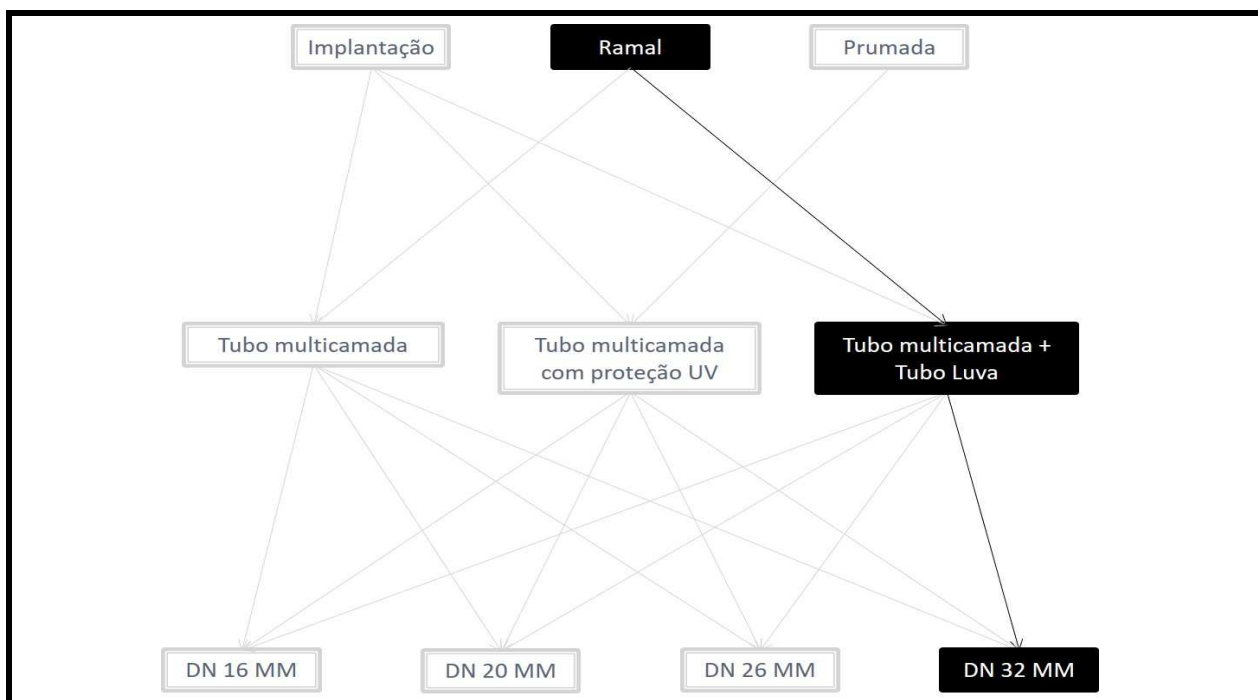 Implantação
Ramal
Prumada
Tubo multicamada
Tubo multicamada
com proteção UV
Tubo multicamada +
Tubo Luva
DN 16 MM
DN 20 MM
DN 26 MM
DN 32 MM